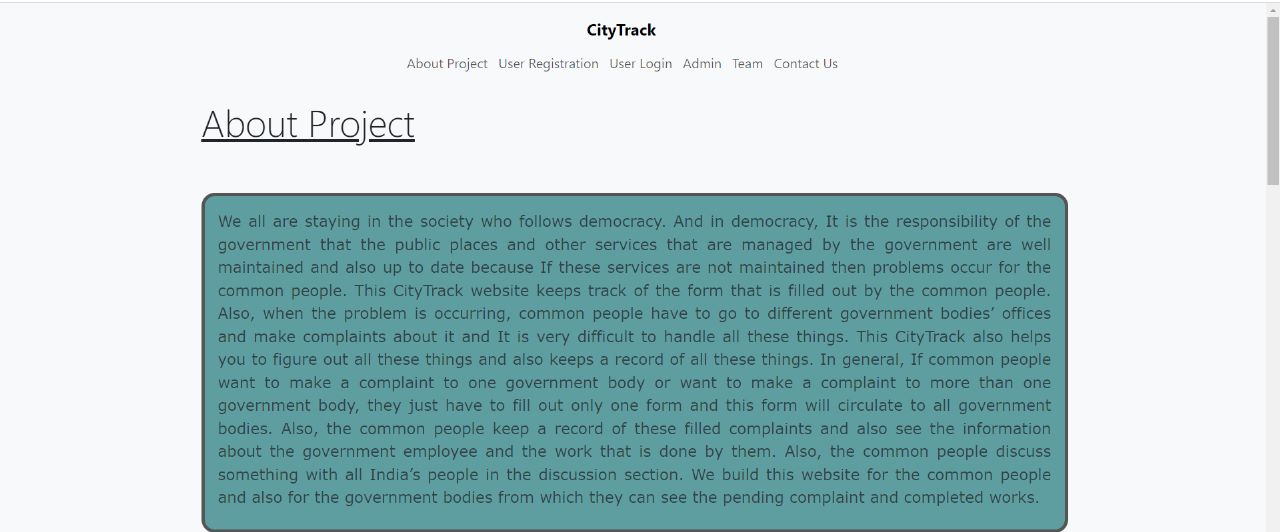 CityTrack
About Project User Registration User Login Admin Team Contact Us
About Project
We all are staying in the society who follows democracy. And in democracy, It is the responsibility of the
government that the public places and other services that are managed by the government are well
maintained and also up to date because If these services are not maintained then problems occur for the
common people. This CityTrack website keeps track of the form that is filled out by the common people.
Also, when the problem is occurring, common people have to go to different government bodies’ offices
and make complaints about it and It is very difficult to handle all these things. This CityTrack also helps
you to figure out all these things and also keeps a record of all these things. In general, If common people
want to make a complaint to one government body or want to make a complaint to more than one
government body, they just have to fill out only one form and this form will circulate to all government
bodies. Also, the common people keep a record of these filled complaints and also see the information
about the government employee and the work that is done by them. Also, the common people discuss
something with all India’s people in the discussion section. We build this website for the common people
and also for the government bodies from which they can see the pending complaint and completed works.